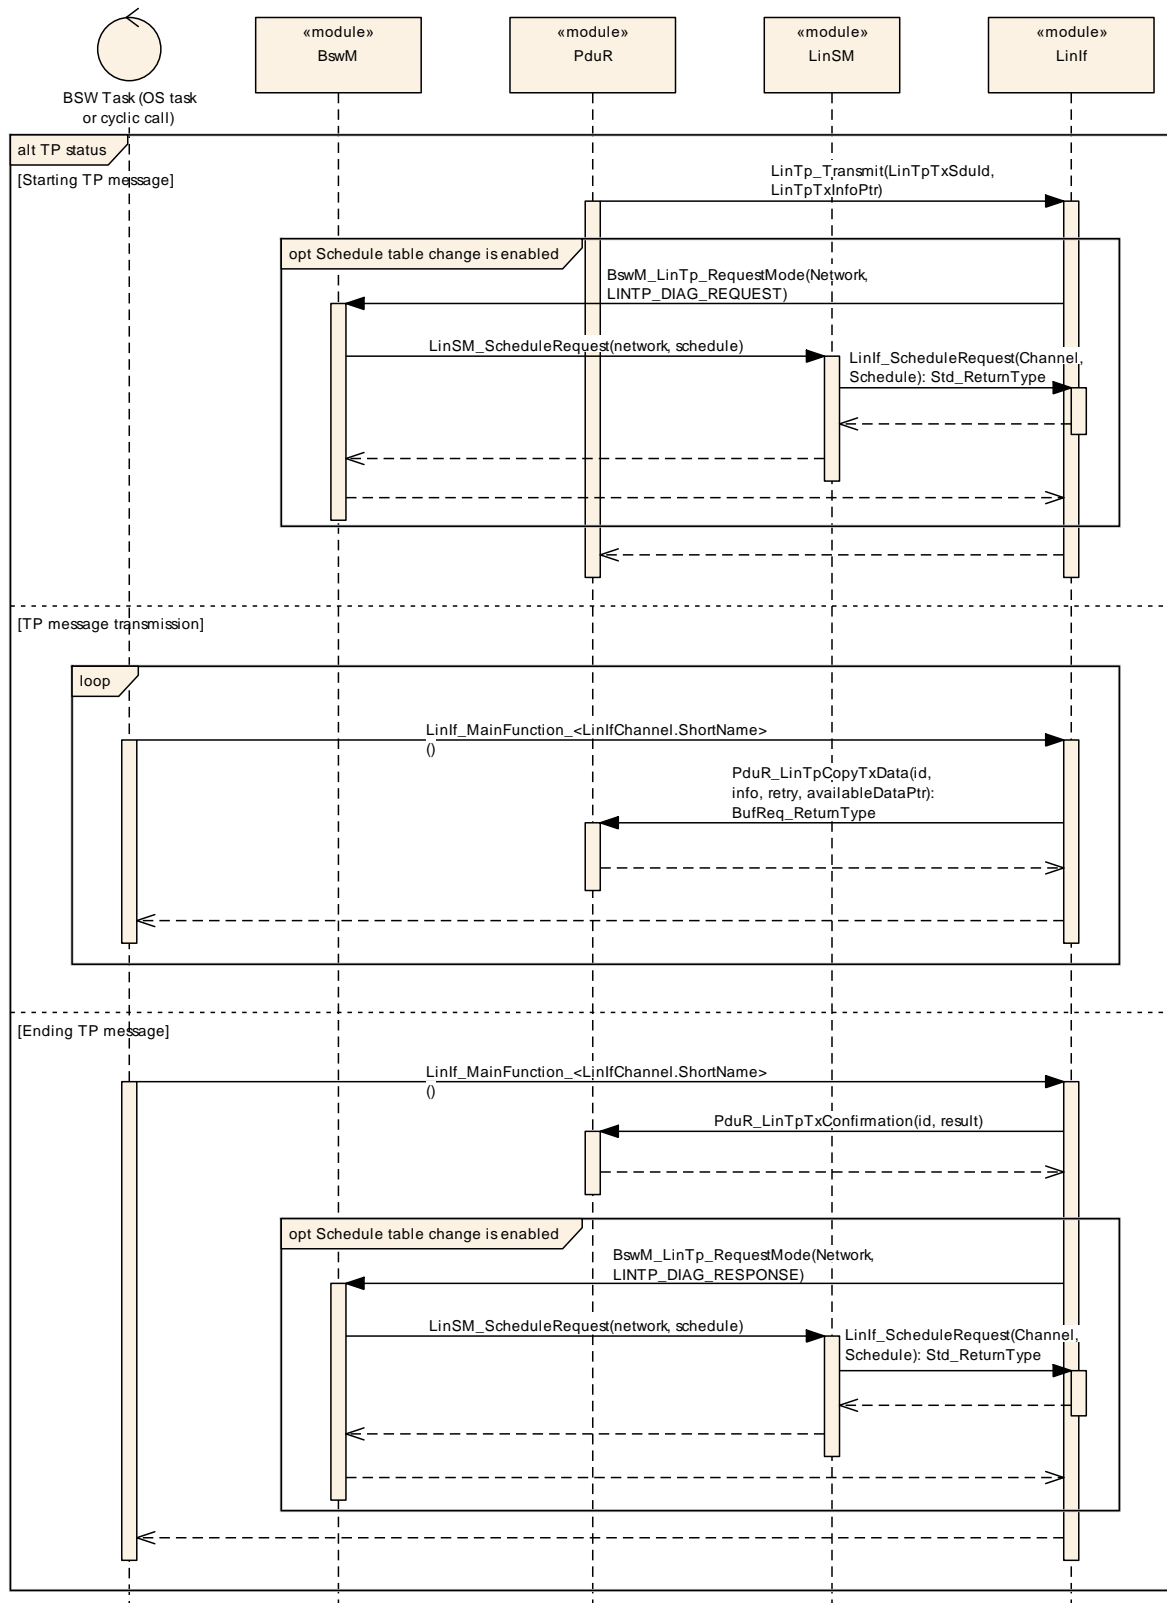 «module»
BswM
«module»
PduR
«module»
LinSM
«module»
LinIf
BSW Task (OS task
or cyclic call)
alt TP status
[Starting TP message]
LinTp_Transmit(LinTpTxSduId,
LinTpTxInfoPtr)
opt Schedule table change is enabled
BswM_LinTp_RequestMode(Network,
LINTP_DIAG_REQUEST)
LinSM_ScheduleRequest(network, schedule)
LinIf_ScheduleRequest(Channel,
Schedule): Std_ReturnType
[TP message transmission]
loop
LinIf_MainFunction_<LinIfChannel.ShortName>
()
PduR_LinTpCopyTxData(id,
info, retry, availableDataPtr):
BufReq_ReturnType
[Ending TP message]
LinIf_MainFunction_<LinIfChannel.ShortName>
()
PduR_LinTpTxConfirmation(id, result)
opt Schedule table change is enabled
BswM_LinTp_RequestMode(Network,
LINTP_DIAG_RESPONSE)
LinSM_ScheduleRequest(network, schedule)
LinIf_ScheduleRequest(Channel,
Schedule): Std_ReturnType